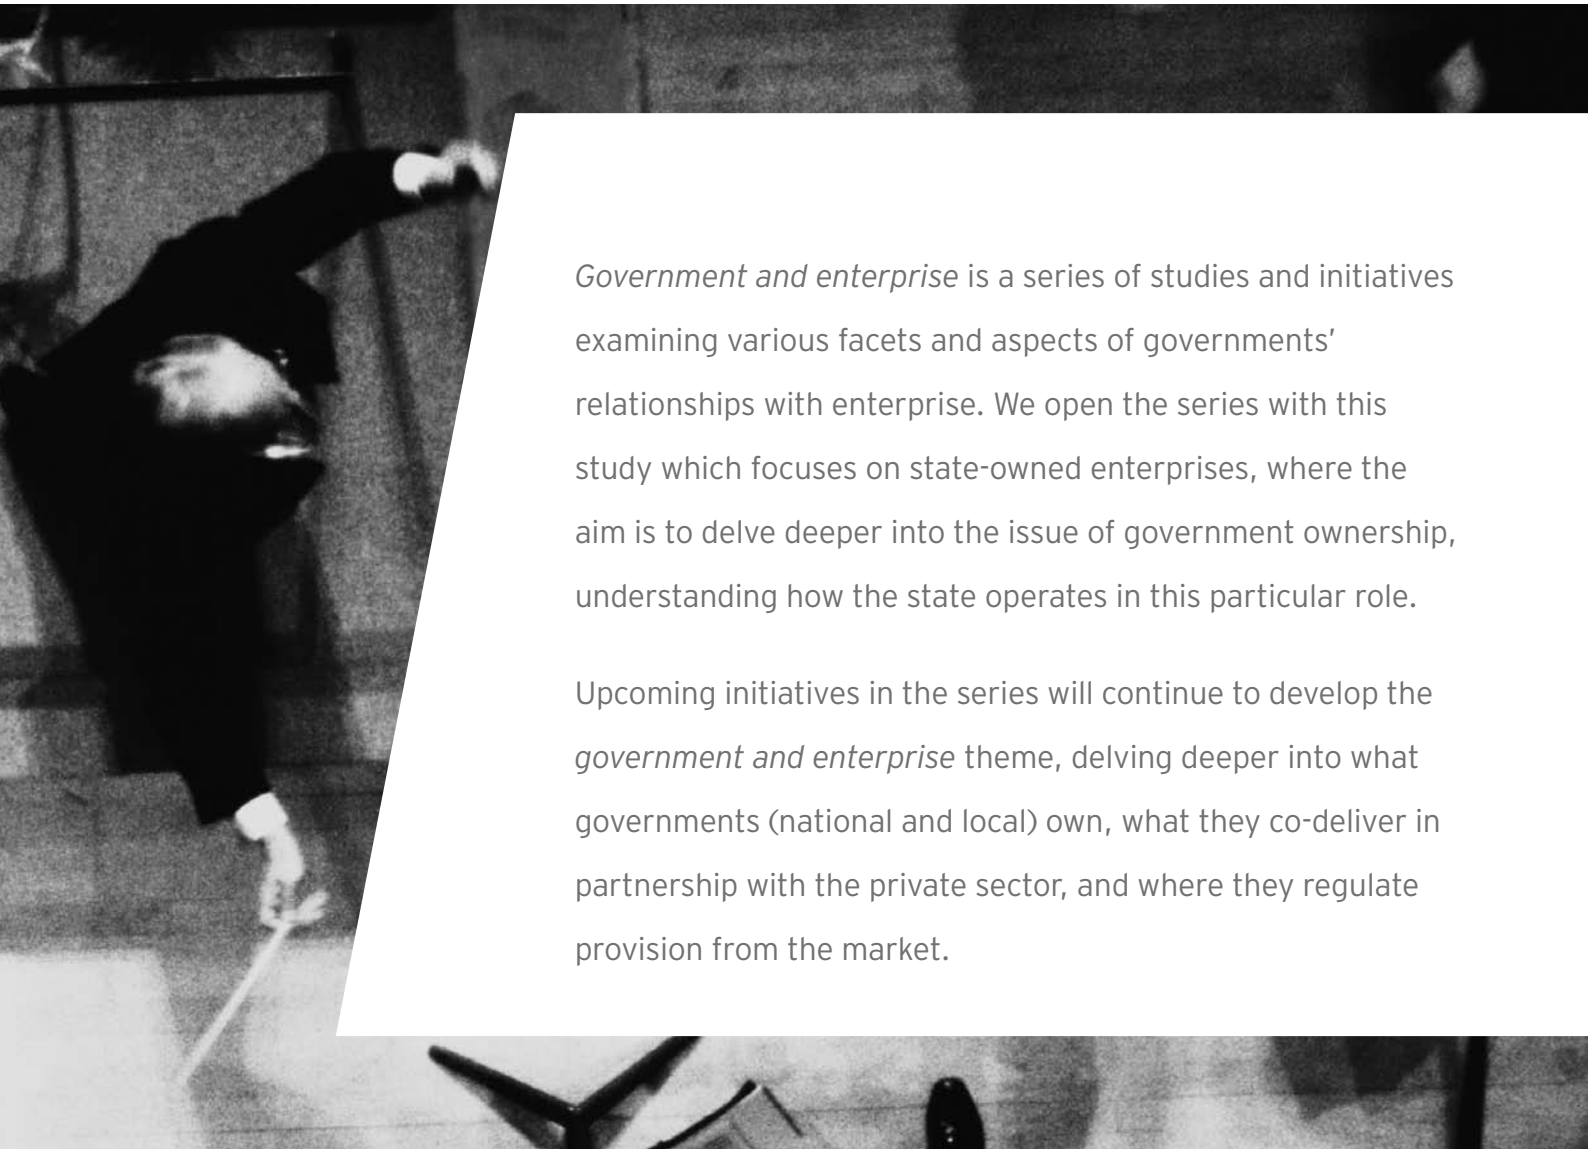 Government and enterprise is a series of studies and initiatives
examining various facets and aspects of governments’
relationships with enterprise. We open the series with this
study which focuses on state-owned enterprises, where the
aim is to delve deeper into the issue of government ownership,
understanding how the state operates in this particular role.
Upcoming initiatives in the series will continue to develop the
government and enterprise theme, delving deeper into what
governments (national and local) own, what they co-deliver in
partnership with the private sector, and where they regulate
provision from the market.